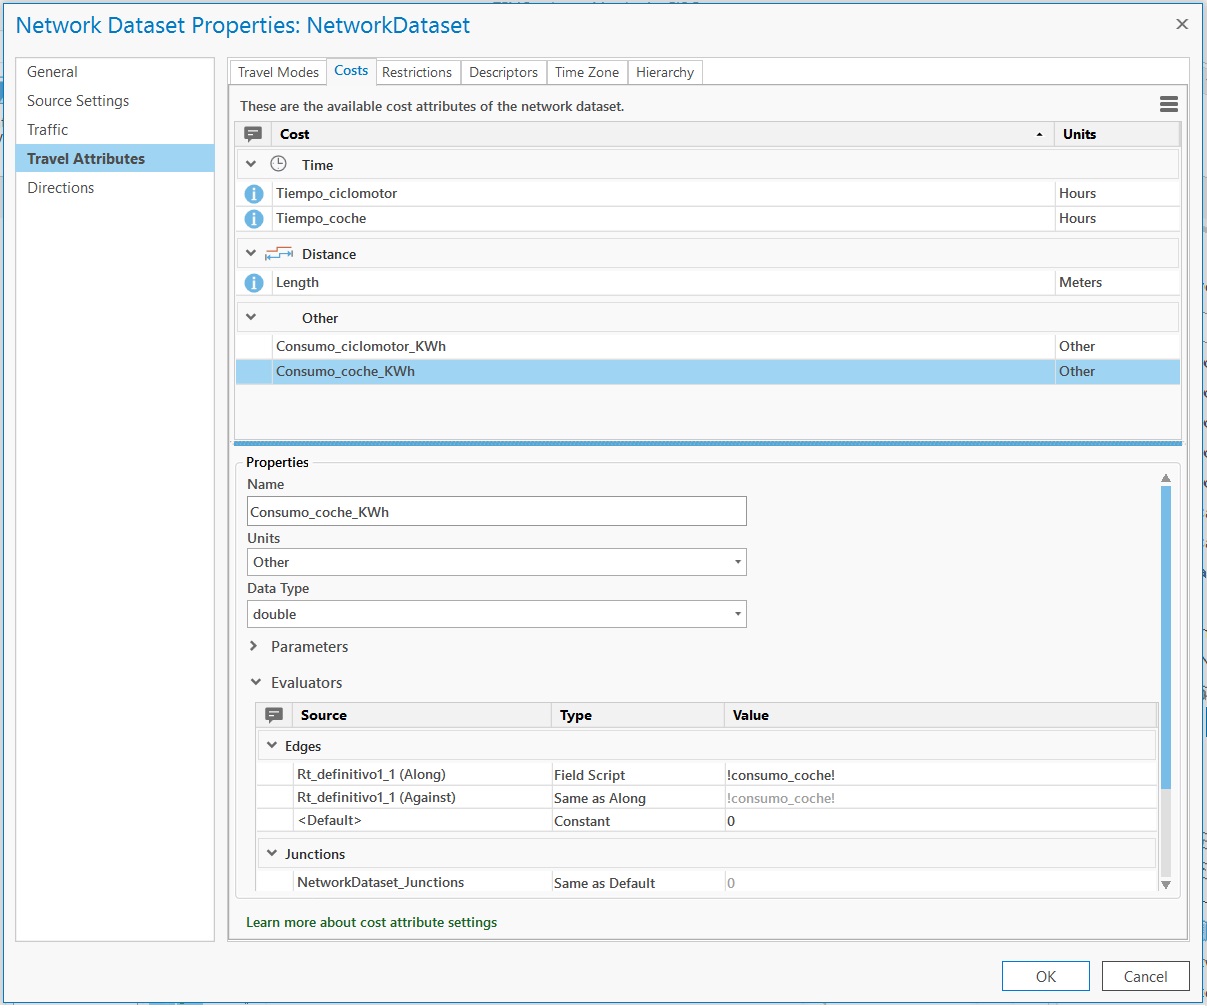 Network Dataset Properties: NetworkDataset
General
Source Settings
Traffic
Travel Attributes
Directions
Travel Modes Costs Restrictions Descriptors Time Zone Hierarchy
These are the available cost attributes of the network dataset.
Cost Units
Time
Tiempo_ciclomotor Hours
Tiempo_coche Hours
Distance
Length Meters
Other
Consumo_ciclomotor_KWh Other
Consumo_coche_KWh Other
Properties
Name
Consumo_coche_KWh
Units
Other
Data Type
double
Parameters
Evaluators
Source Type Value
Edges
Rt_definitivo1_1 (Along) Field Script !consumo_coche!
Rt_definitivo1_1 (Against) Same as Along !consumo_coche!
<Default> Constant 0
Junctions
NetworkDataset_Junctions Same as Default 0
Learn more about cost attribute settings
OK Cancel